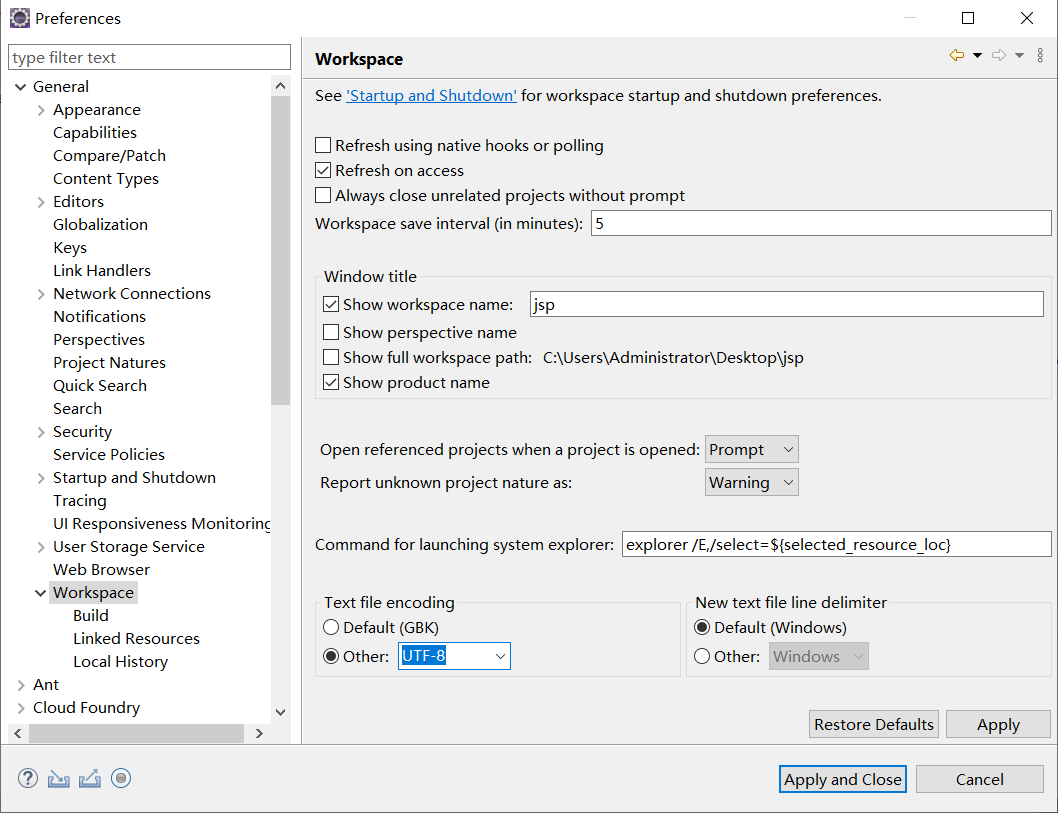 Preferences
type filter text
General
Appearance
Capabilities
Compare/Patch
Content Types
Editors
Globalization
Keys
Link Handlers
Network Connections
Notifications
Perspectives
Project Natures
Quick Search
Search
Security
Service Policies
Startup and Shutdown
Tracing
UI Responsiveness Monitoring
User Storage Service
Web Browser
Workspace
Build
Linked Resources
Local History
Ant
Cloud Foundry
Workspace
See 'Startup and Shutdown' for workspace startup and shutdown preferences.
Refresh using native hooks or polling
Refresh on access
Always close unrelated projects without prompt
Workspace save interval (in minutes): 5
Window title
Show workspace name: jsp
Show perspective name
Show full workspace path: C:\Users\Administrator\Desktop\jsp
Show product name
Open referenced projects when a project is opened: Prompt
Report unknown project nature as: Warning
Command for launching system explorer: explorer /E,/select=${selected_resource_loc}
Text file encoding
Default (GBK)
Other: UTF-8
New text file line delimiter
Default (Windows)
Other: Windows
Restore Defaults Apply
Apply and Close Cancel